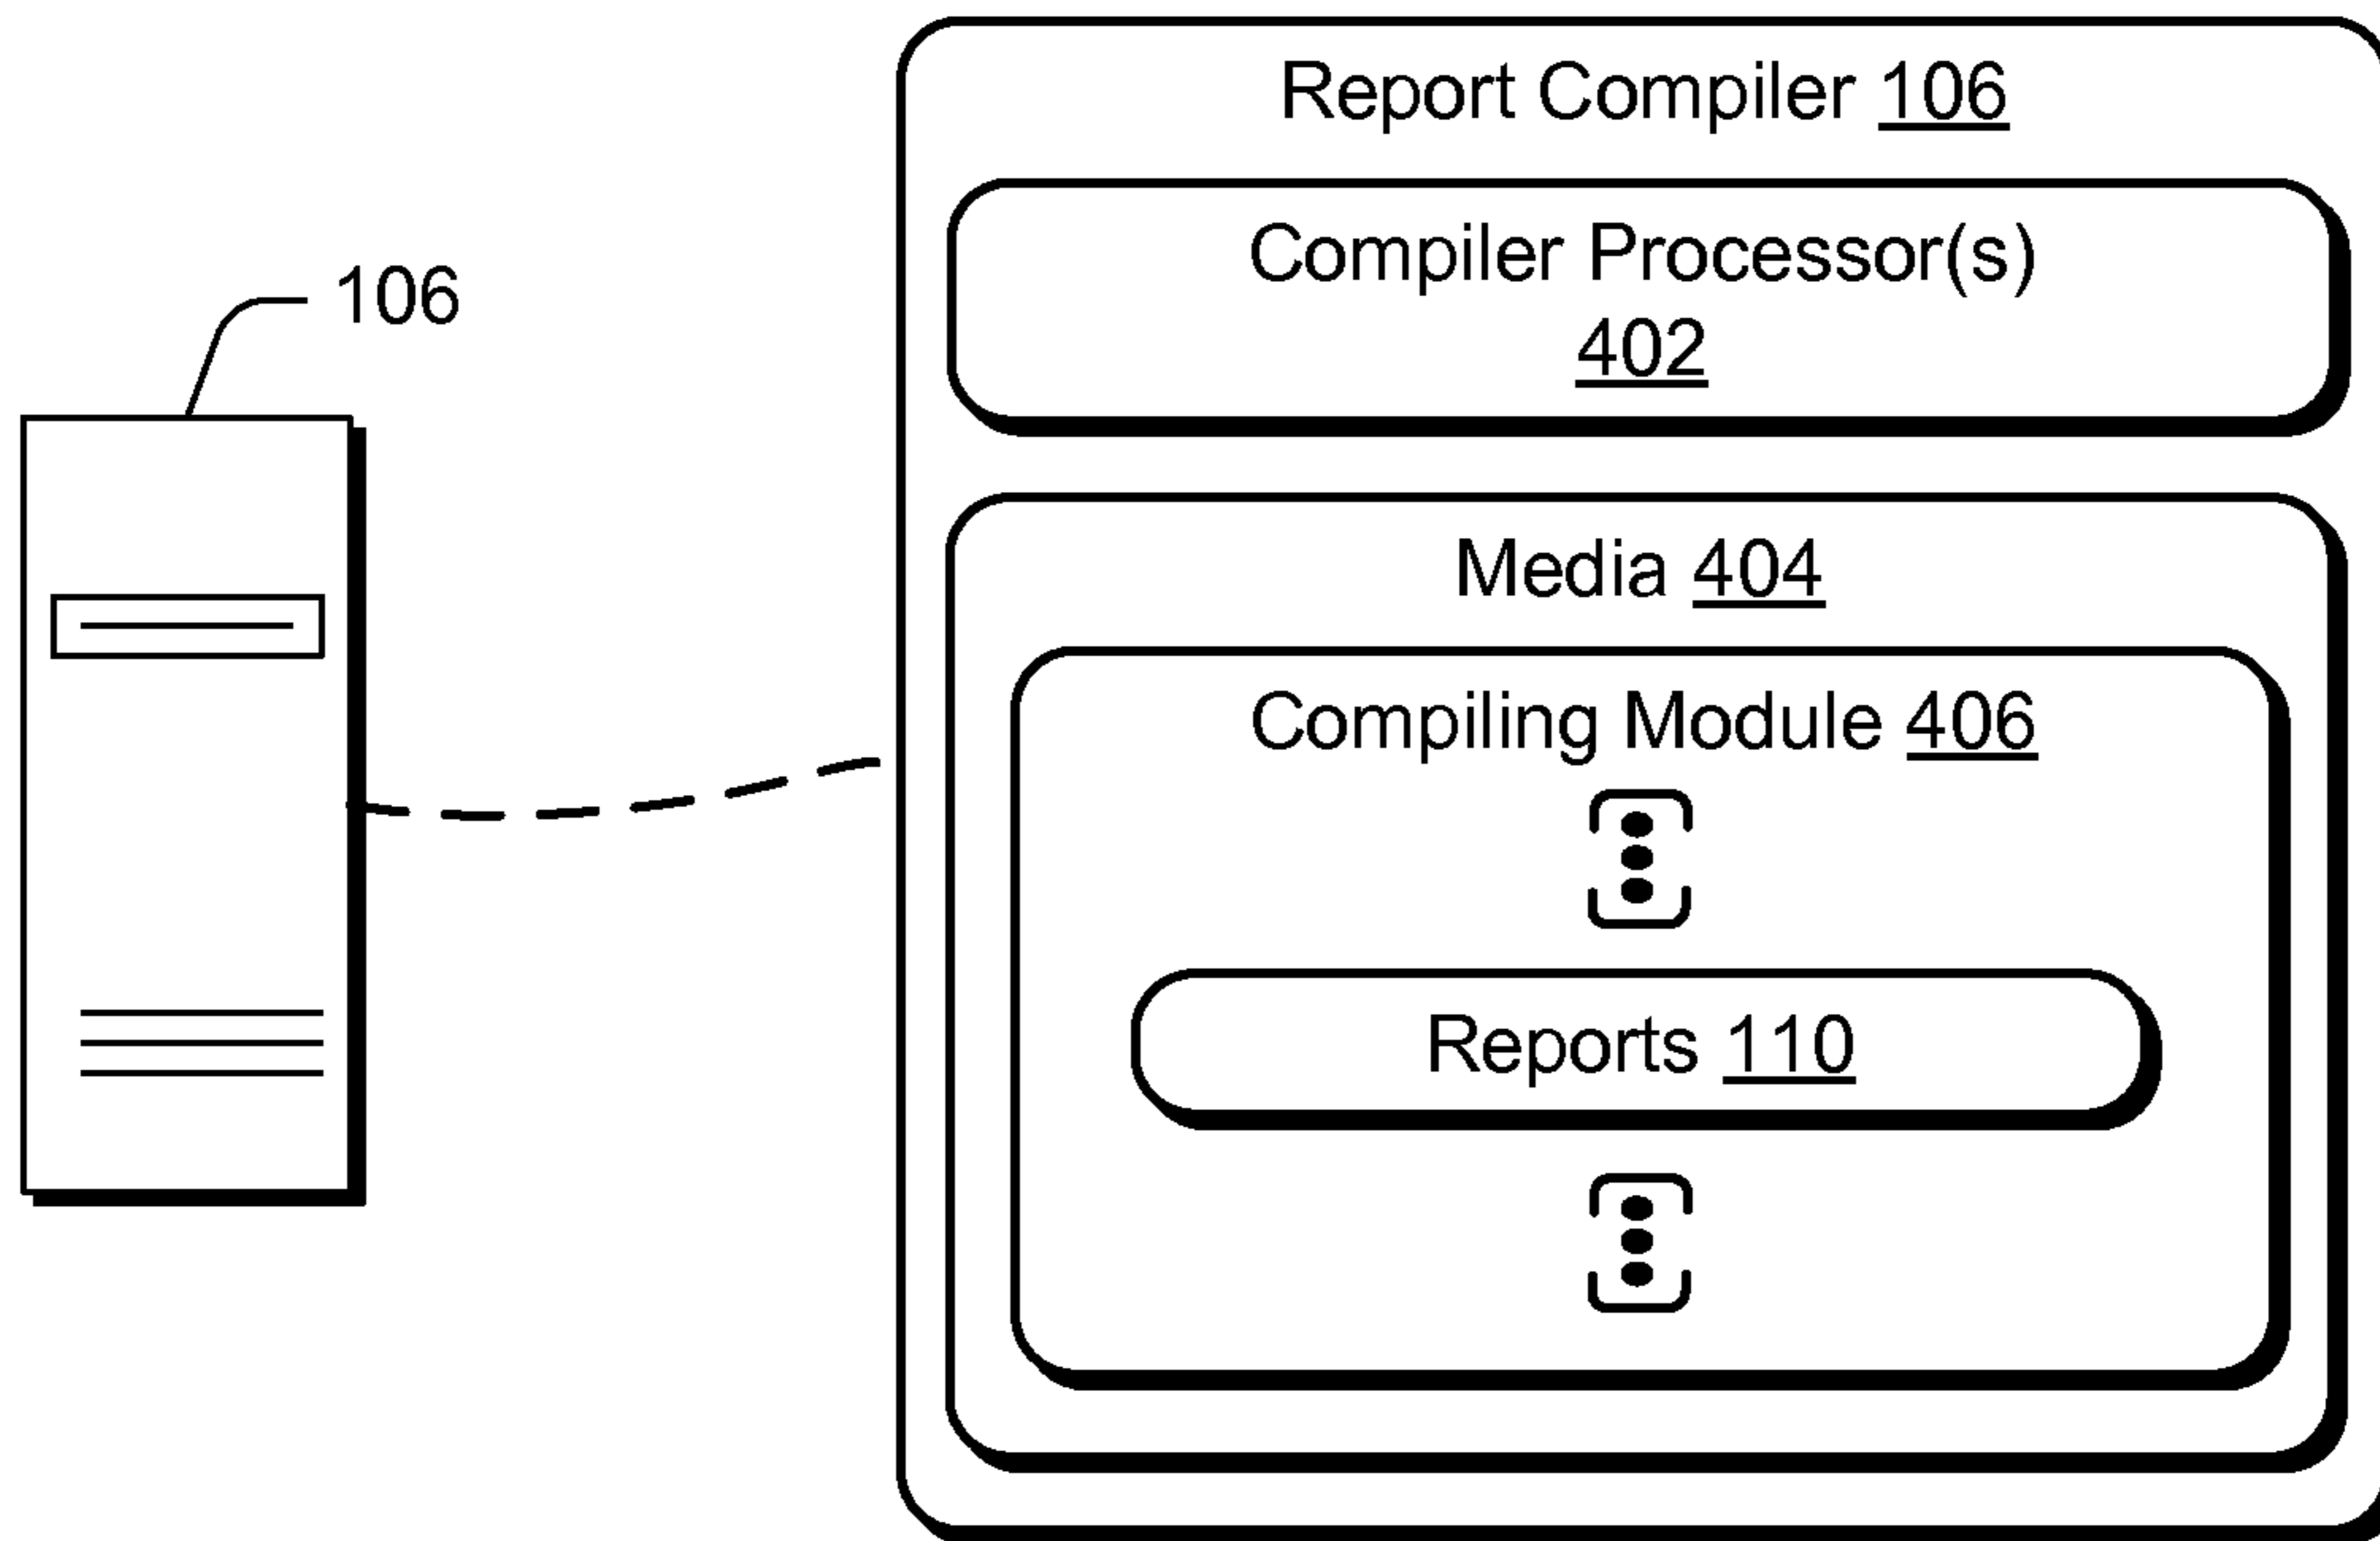 Report Compiler 106
Compiler Processor(s)
402
106
Media 404
Compiling Module 406
Reports 110